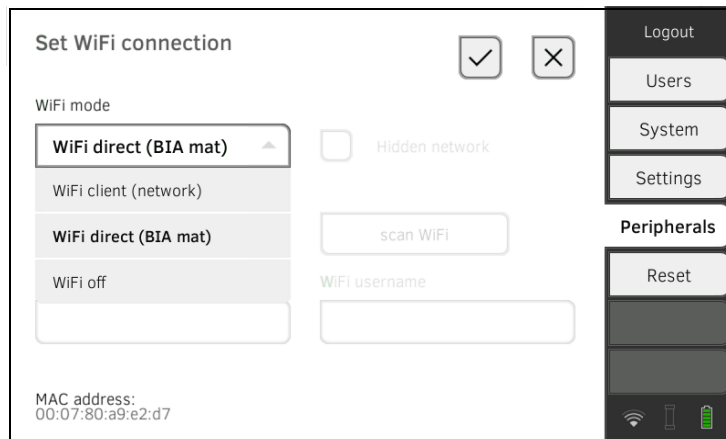 Set WiFi connection
WiFi mode
WiFi direct (BIA mat)
Hidden network
WiFi client (network)
WiFi direct (BIA mat)
scan WiFi
WiFi off
WiFi username
MAC address:
00:07:80:a9:e2:d7
Logout
Users
System
Settings
Peripherals
Reset